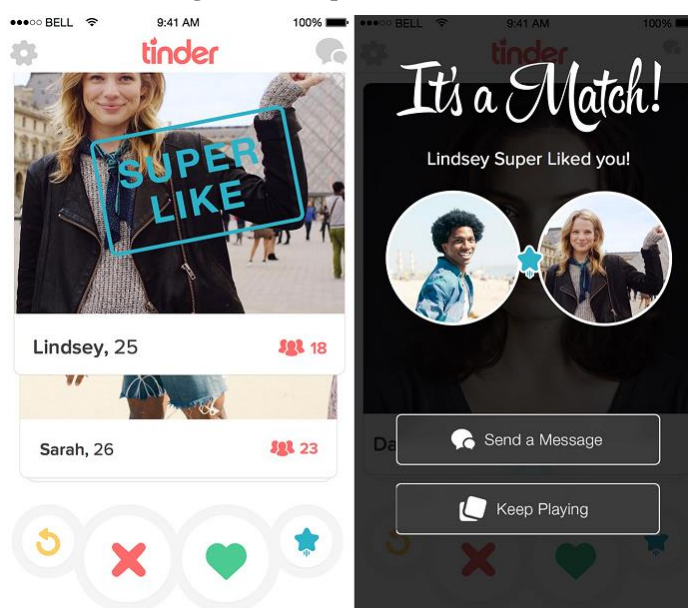 BELL 9:41 AM 100%
tinder
SUPER
LIKE
Lindsey, 25
18
Sarah, 26
23
BELL 9:41 AM 100%
tinder
It's a Match!
Lindsey Super Liked you!
Da
Send a Message
Keep Playing